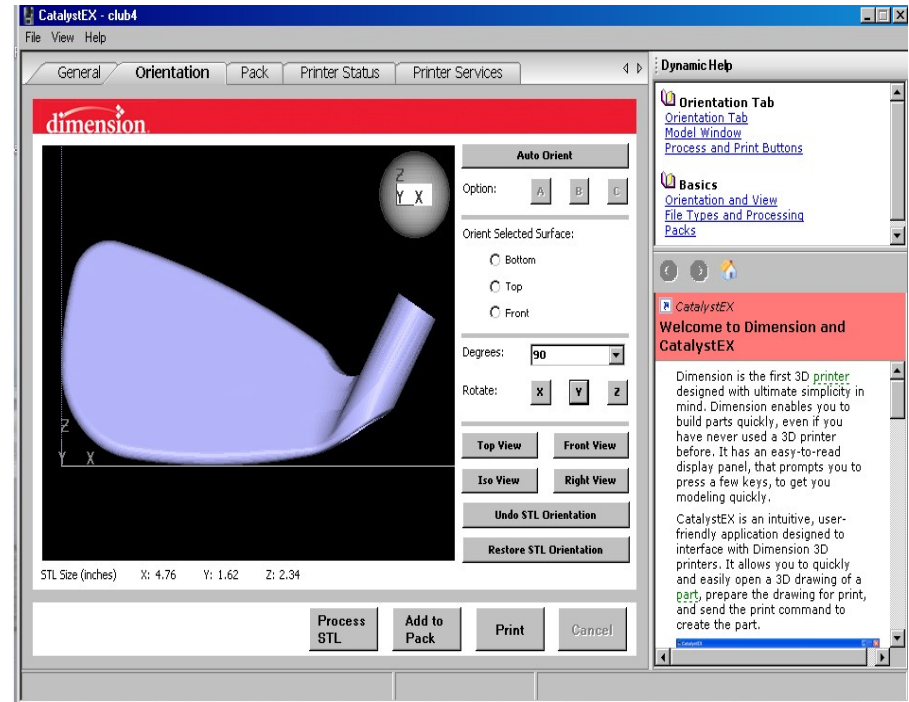 CatalystEX - club4
File View Help
General Orientation Pack Printer Status Printer Services
dimension
Z
Y X
Z
Y X
STL Size (inches) X: 4.76 Y: 1.62 Z: 2.34
Auto Orient
Option: A B C
Orient Selected Surface:
Bottom
Top
Front
Degrees: 90
Rotate: X Y Z
Top View Front View
Iso View Right View
Undo STL Orientation
Restore STL Orientation
Process STL
Add to Pack
Print
Cancel
Dynamic Help
Orientation Tab
Orientation Tab
Model Window
Process and Print Buttons
Basics
Orientation and View
File Types and Processing
Packs
CatalystEX
Welcome to Dimension and
CatalystEX
Dimension is the first 3D printer
designed with ultimate simplicity in
mind. Dimension enables you to
build parts quickly, even if you
have never used a 3D printer
before. It has an easy-to-read
display panel, that prompts you to
press a few keys, to get you
modeling quickly.
CatalystEX is an intuitive, user-
friendly application designed to
interface with Dimension 3D
printers. It allows you to quickly
and easily open a 3D drawing of a
part, prepare the drawing for print,
and send the print command to
create the part.